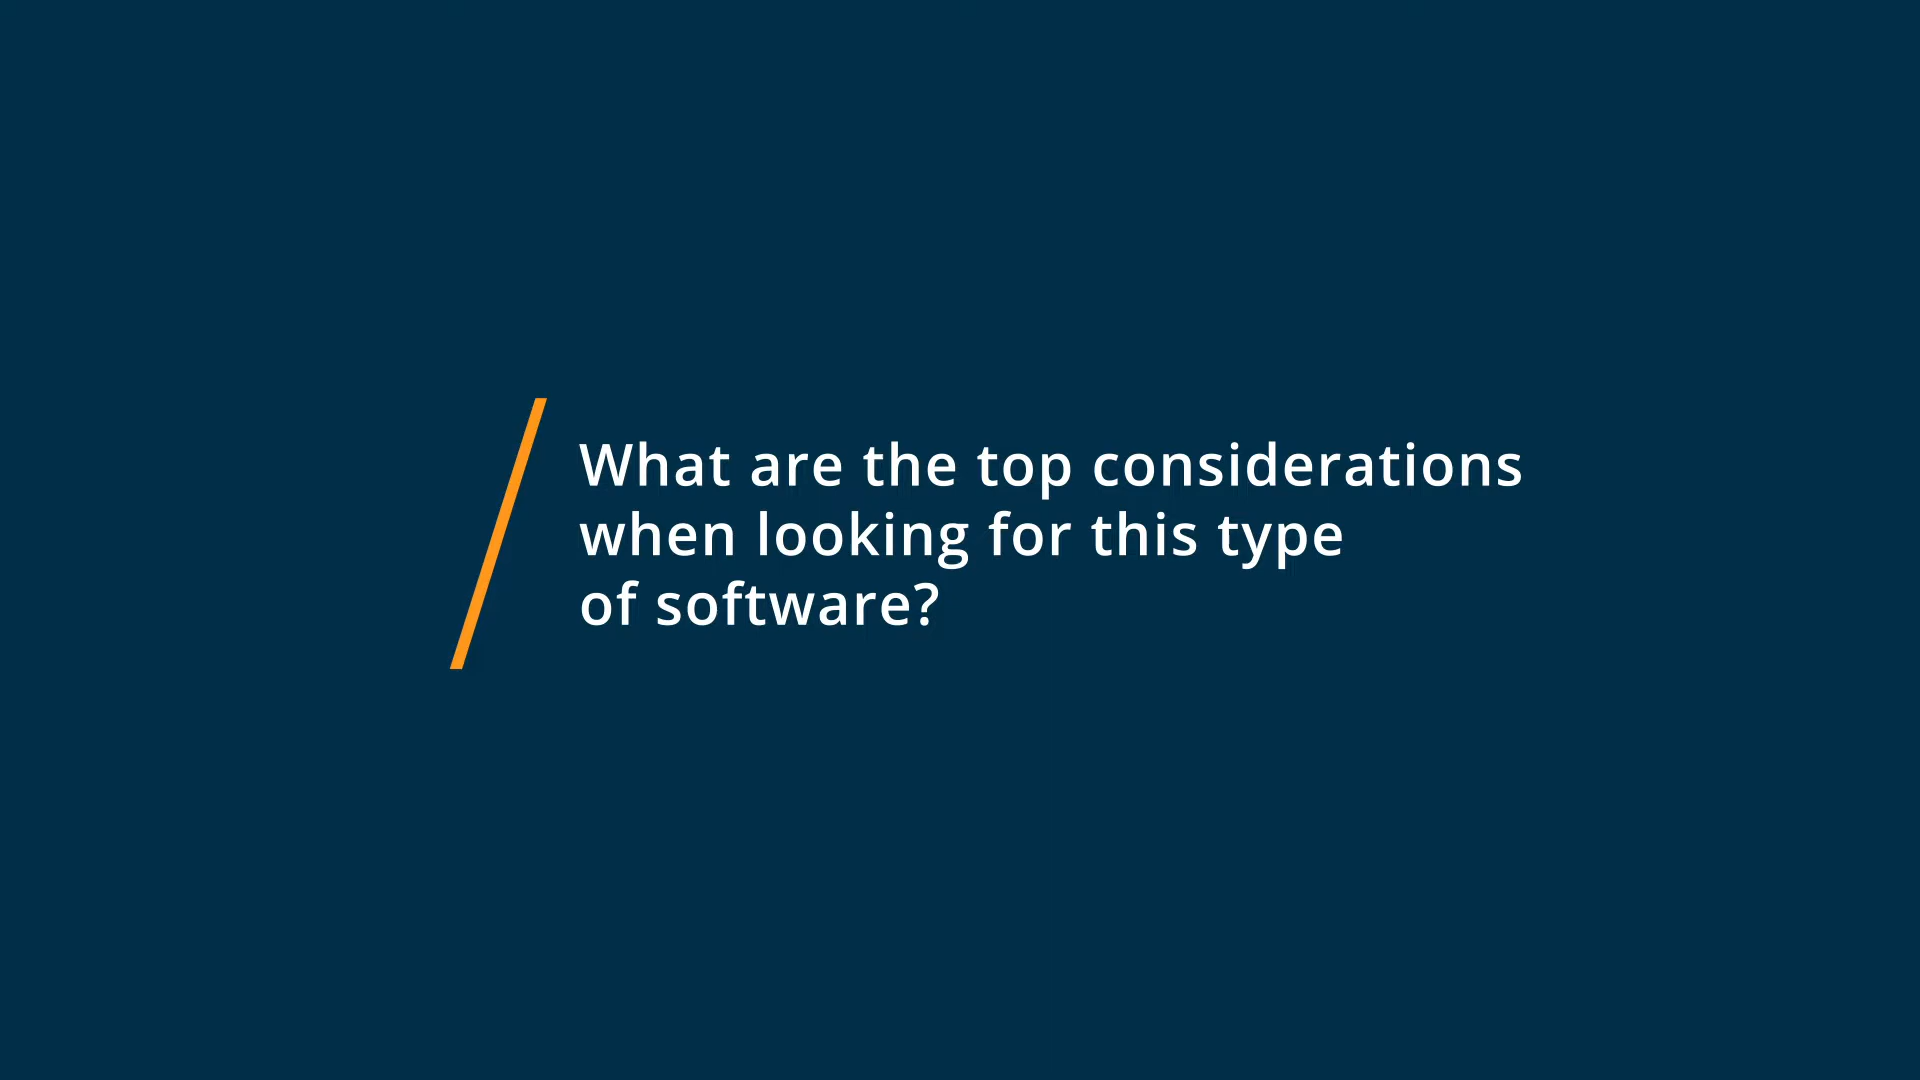 What are the top considerations
when looking for this type
of software?